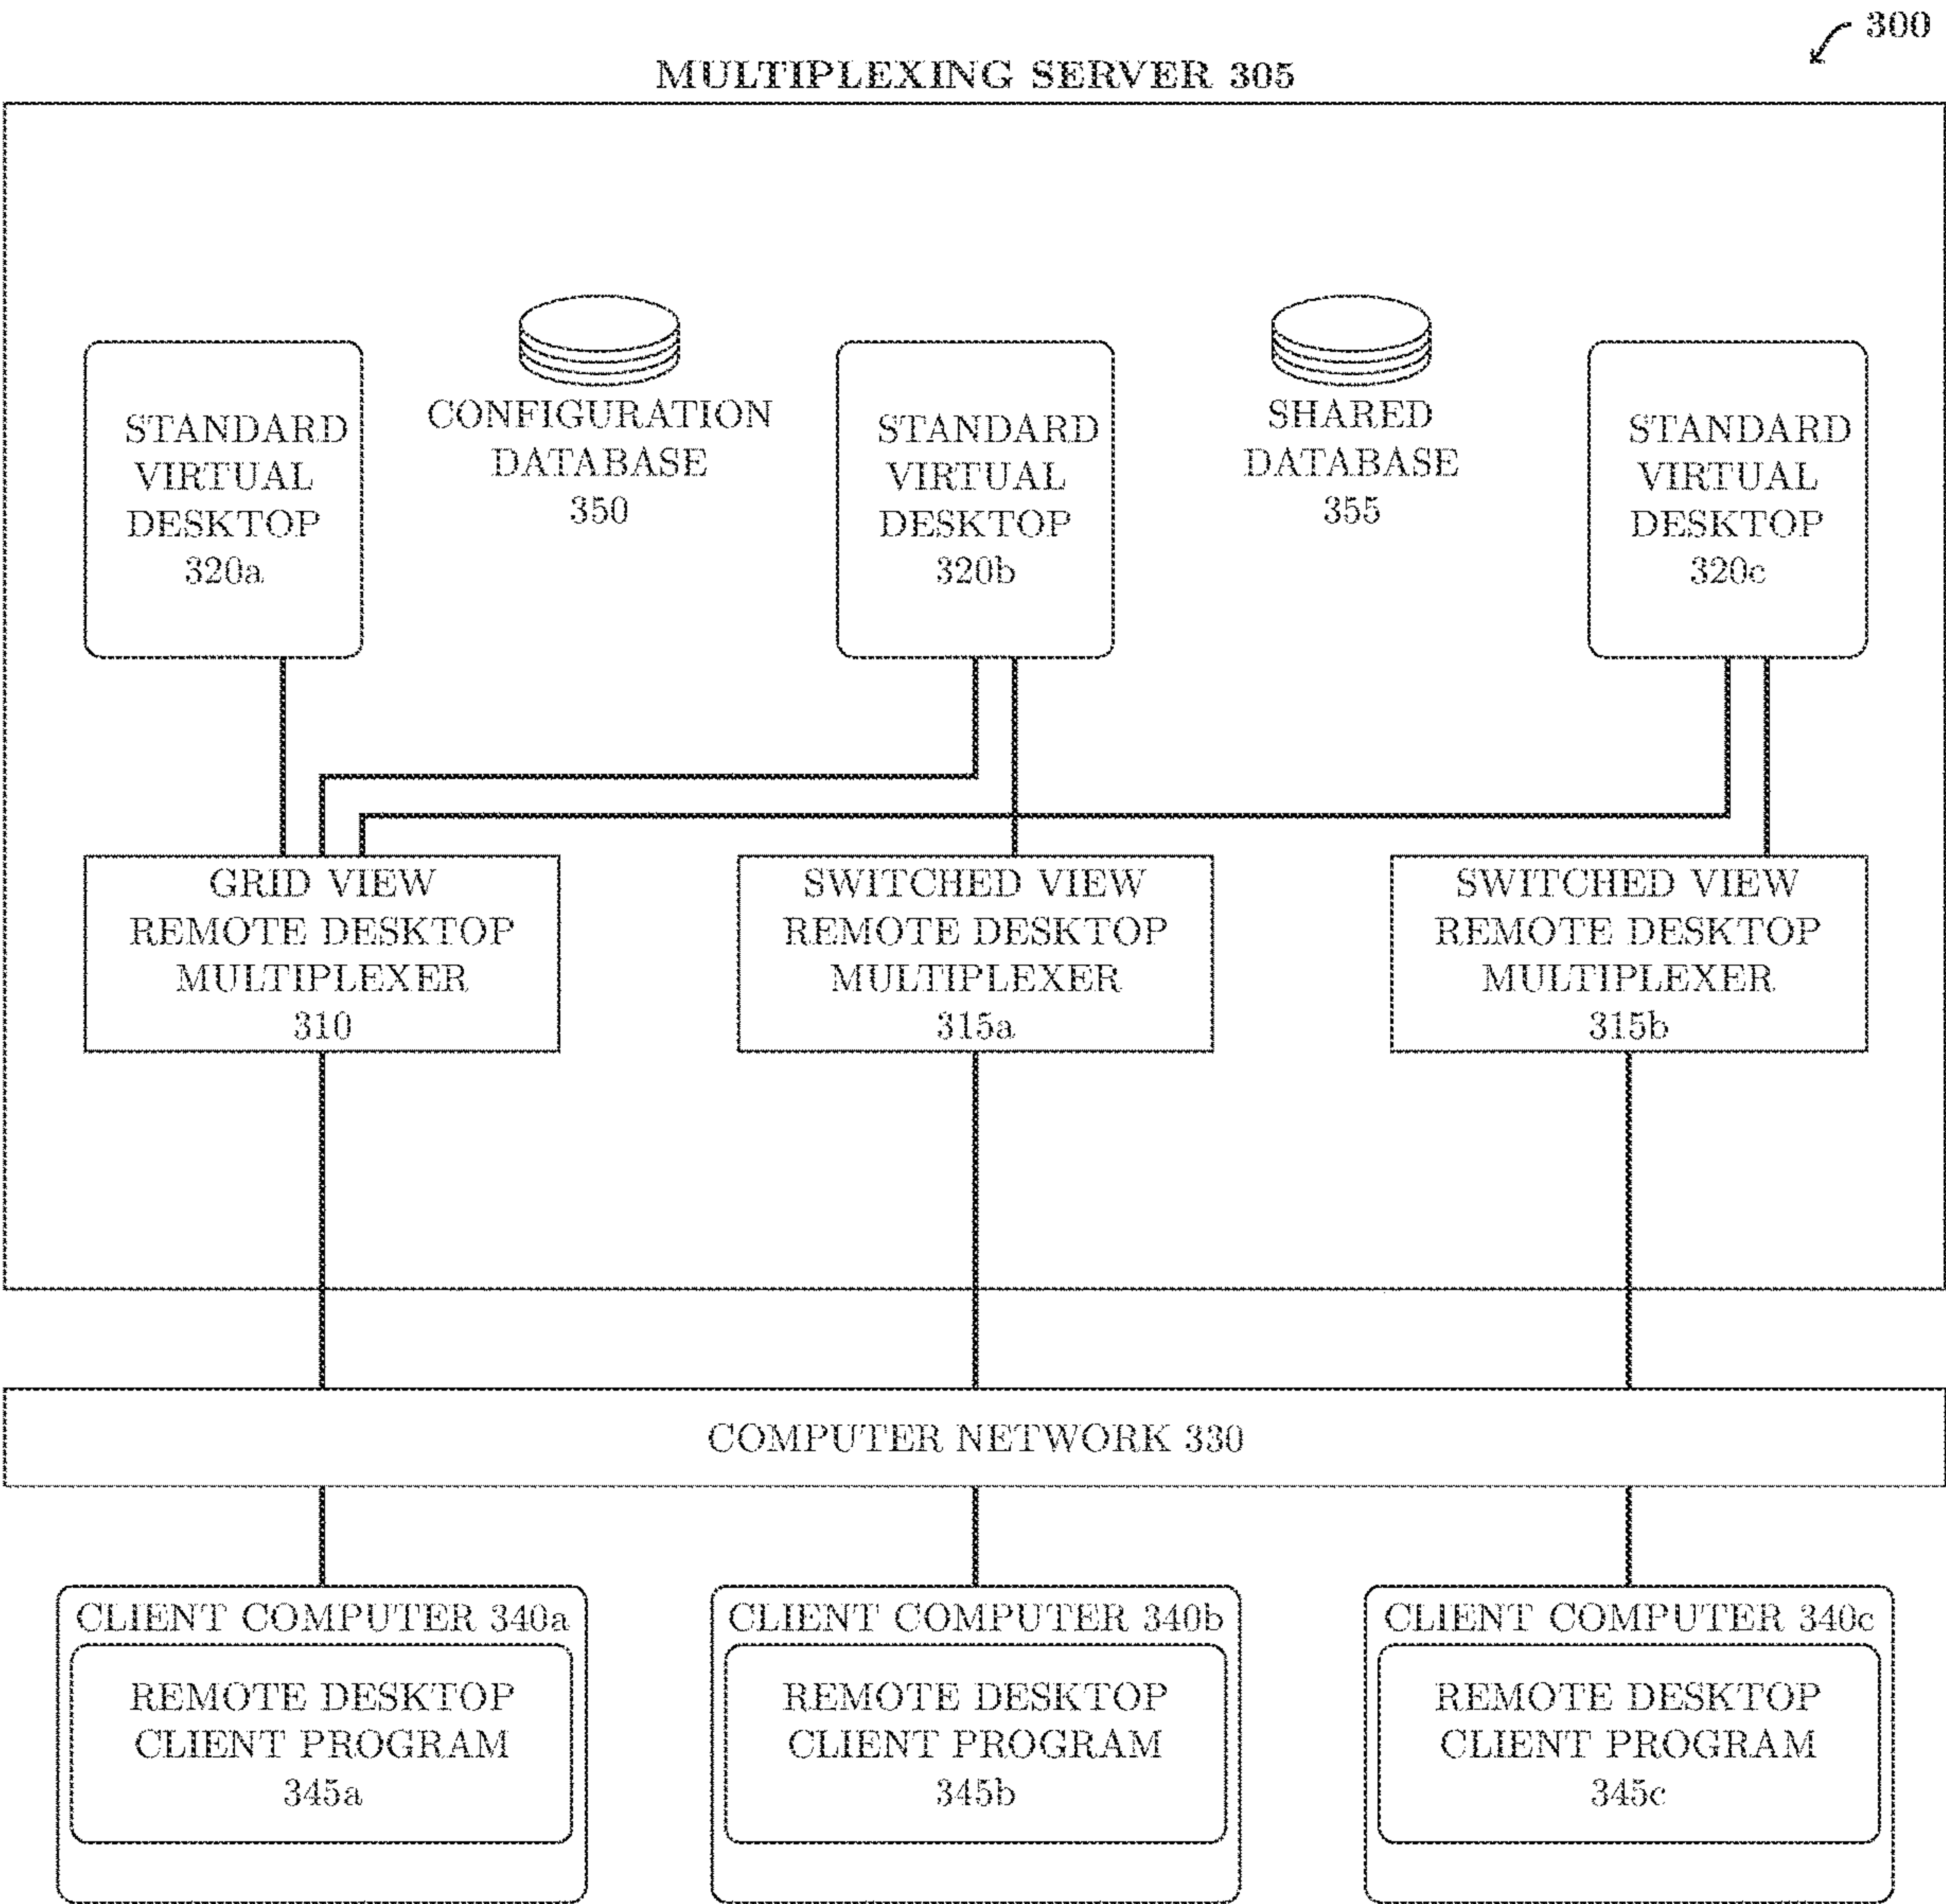 300
MULTIPLEXING SERVER 305
STANDARD
VIRTUAL
DESKTOP
320a
CONFIGURATION
DATABASE
350
STANDARD
VIRTUAL
DESKTOP
320b
SHARED
DATABASE
355
STANDARD
VIRTUAL
DESKTOP
320c
GRID VIEW
REMOTE DESKTOP
MULTIPLEXER
310
SWITCHED VIEW
REMOTE DESKTOP
MULTIPLEXER
315a
SWITCHED VIEW
REMOTE DESKTOP
MULTIPLEXER
315b
COMPUTER NETWORK 330
CLIENT COMPUTER 340a
REMOTE DESKTOP
CLIENT PROGRAM
345a
CLIENT COMPUTER 340b
REMOTE DESKTOP
CLIENT PROGRAM
345b
CLIENT COMPUTER 340c
REMOTE DESKTOP
CLIENT PROGRAM
345c